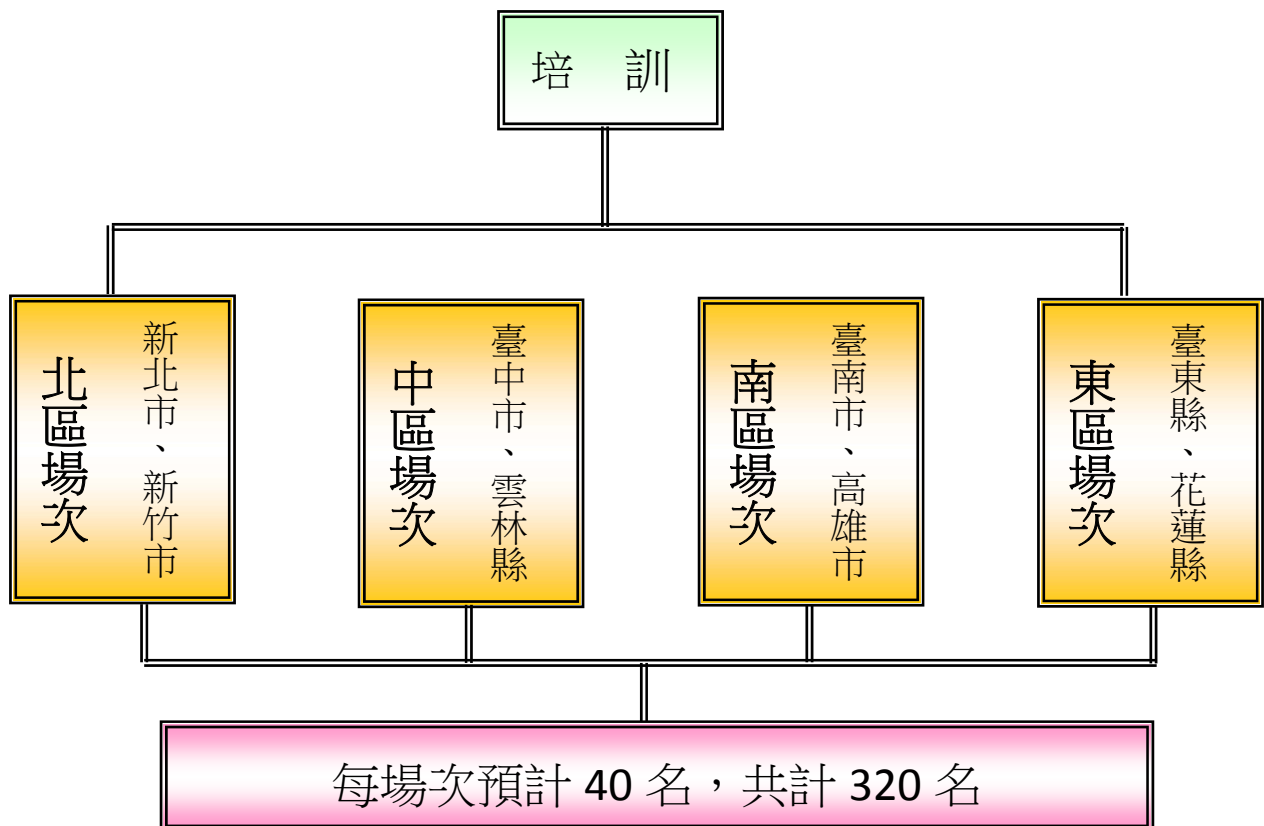 培 訓
北區場次
新北市、新竹市
中區場次
臺中市、雲林縣
南區場次
臺南市、高雄市
東區場次
臺東縣、花蓮縣
每場次預計 40 名，共計 320 名